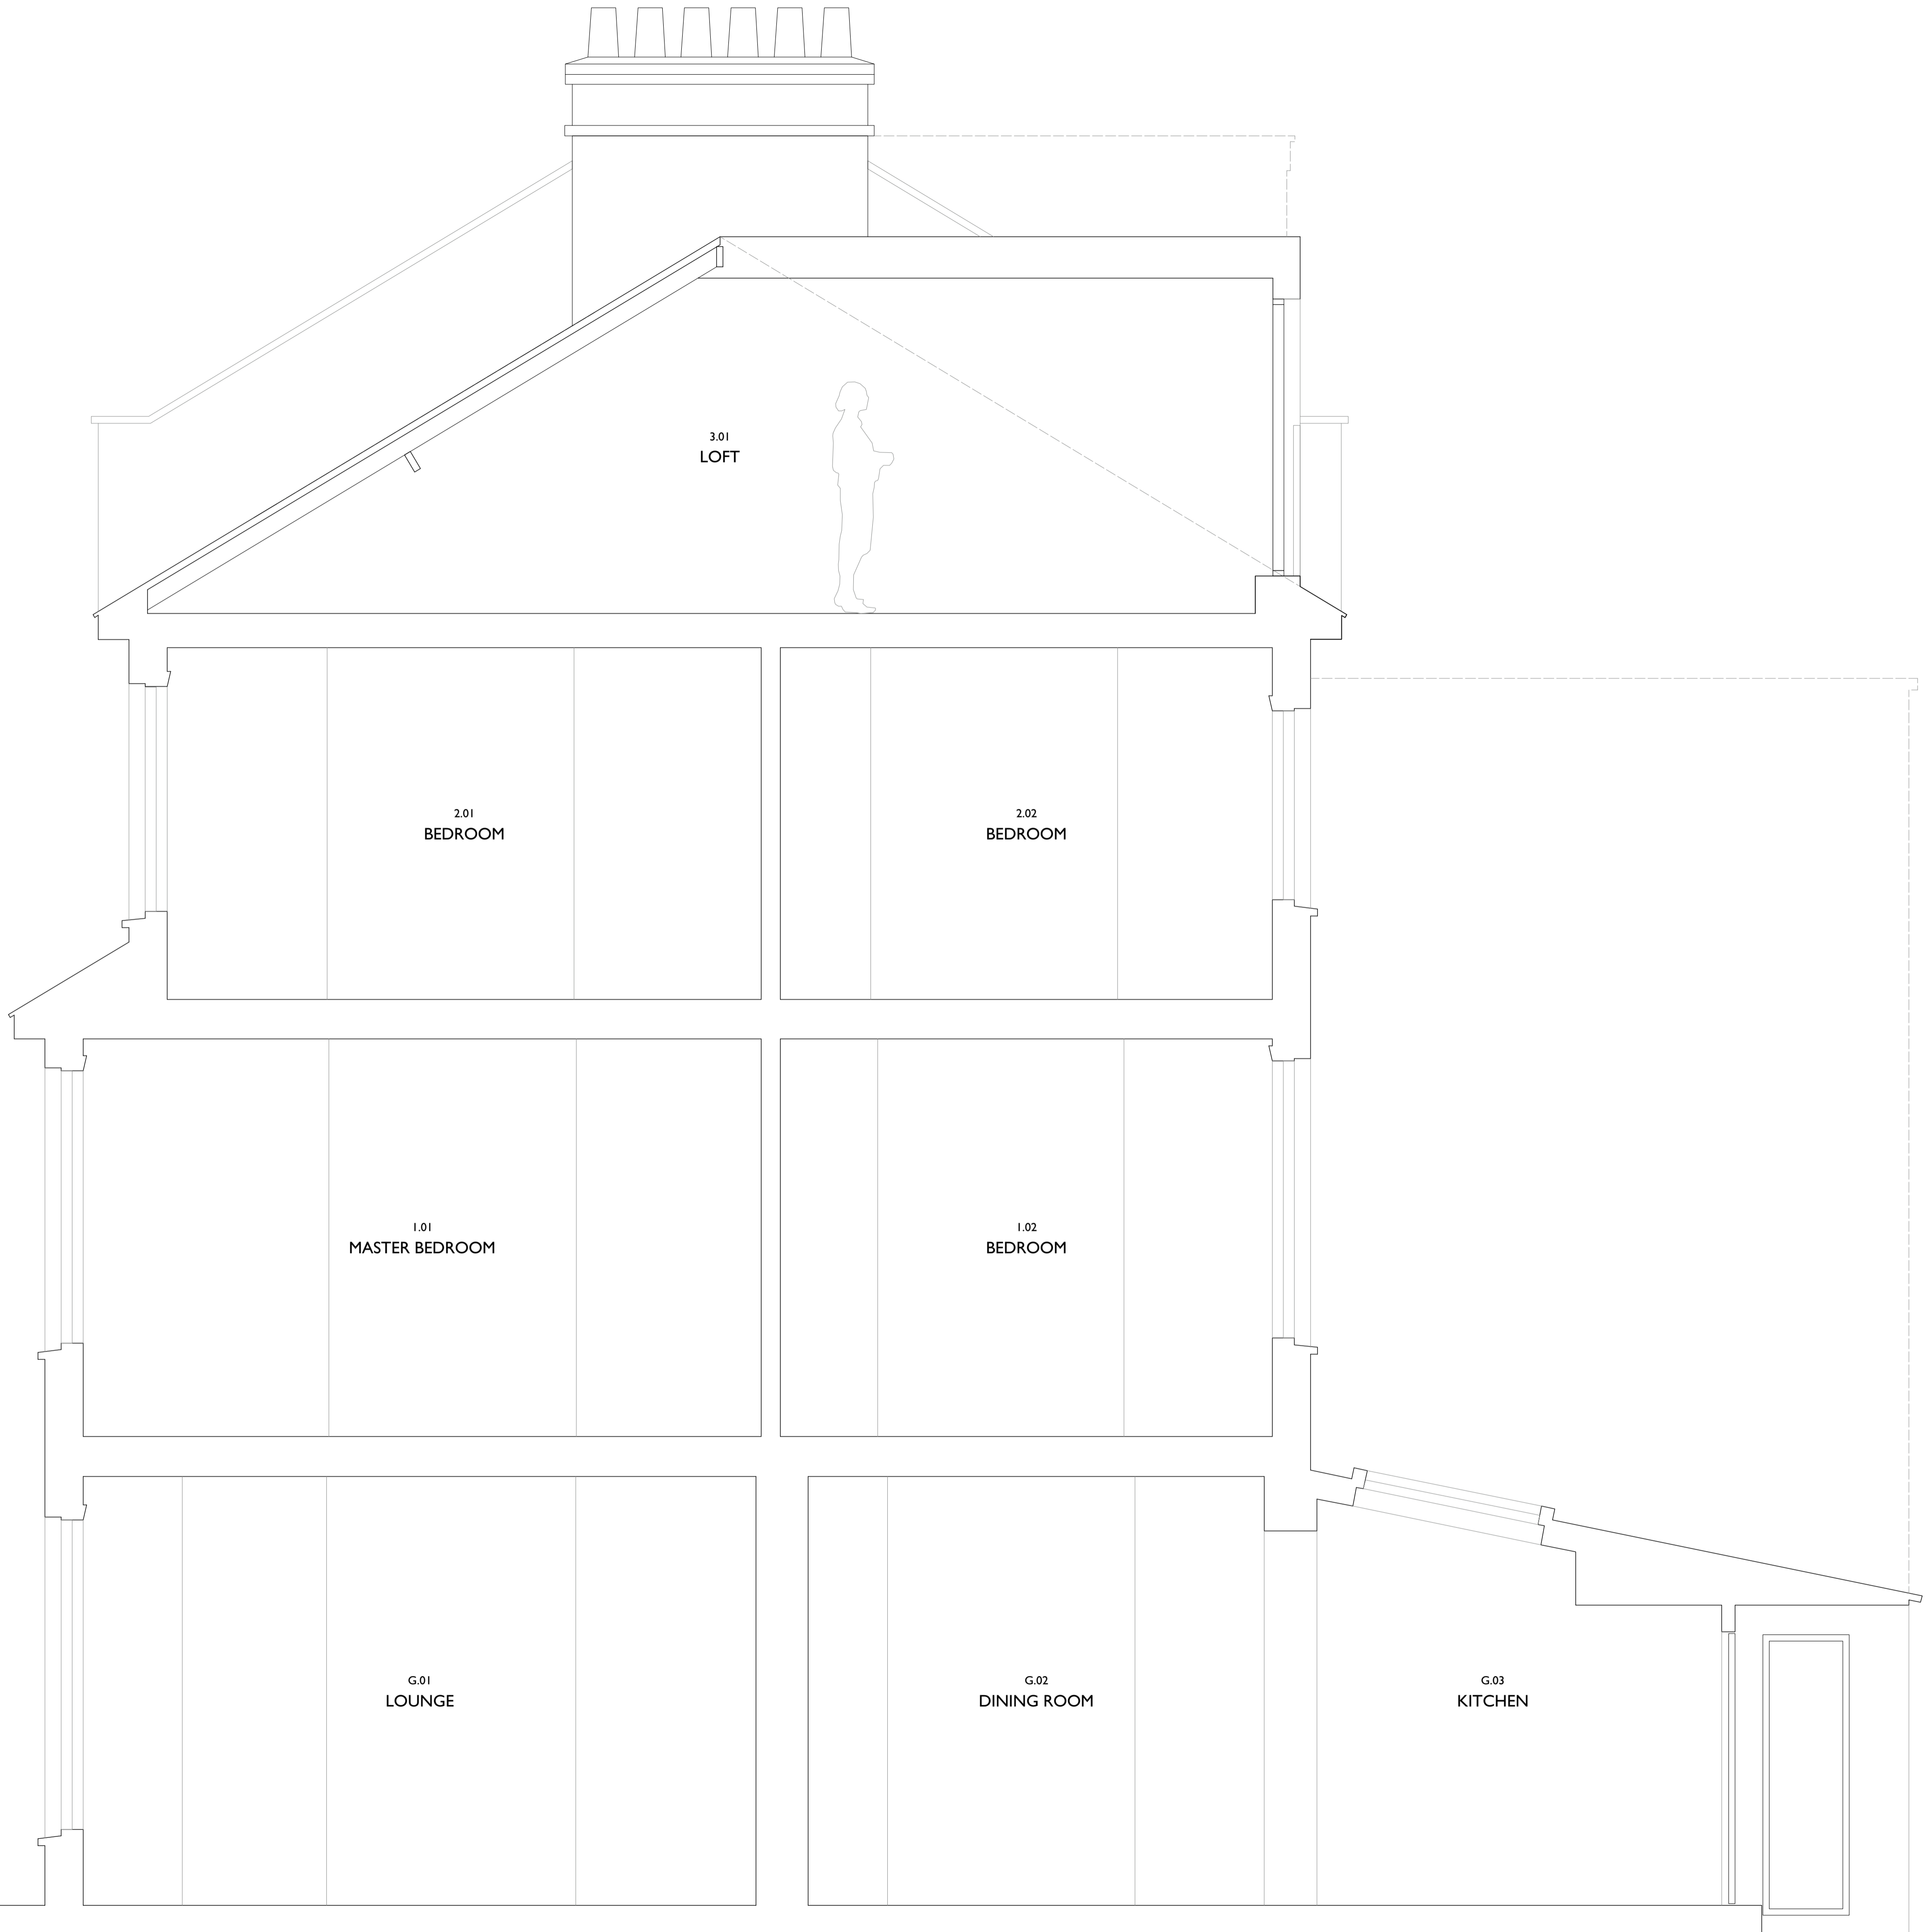 3.01
LOFT
2.01
BEDROOM
2.02
BEDROOM
1.01
MASTER BEDROOM
1.02
BEDROOM
G.01
LOUNGE
G.02
DINING ROOM
G.03
KITCHEN